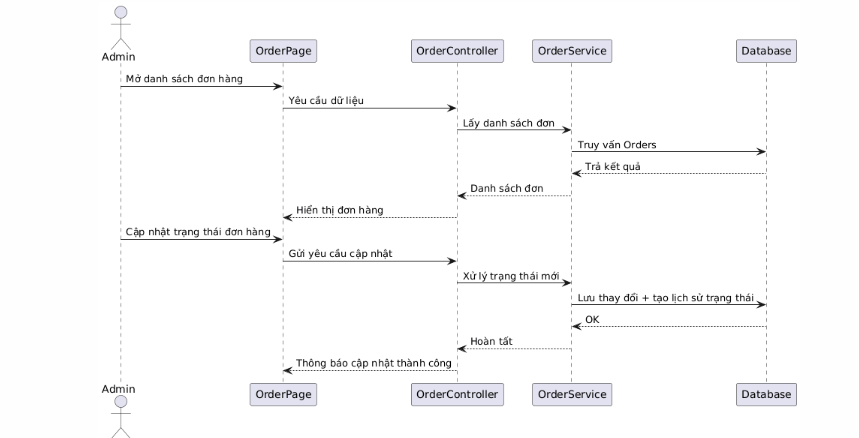 Admin
OrderPage
OrderController
OrderService
Database
Mở danh sách đơn hàng
Yêu cầu dữ liệu
Lấy danh sách đơn
Truy vấn Orders
Trả kết quả
Danh sách đơn
Hiển thị đơn hàng
Cập nhật trạng thái đơn hàng
Gửi yêu cầu cập nhật
Xử lý trạng thái mới
Lưu thay đổi + tạo lịch sử trạng thái
OK
Hoàn tất
Thông báo cập nhật thành công
Admin
OrderPage
OrderController
OrderService
Database